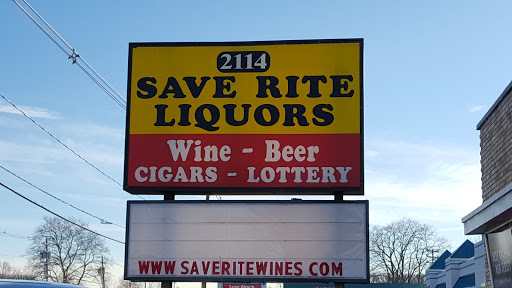 2114
SAVE RITE
LIQUORS
Wine - Beer
CIGARS - LOTTERY
WWW.SAVERITEWINES COM